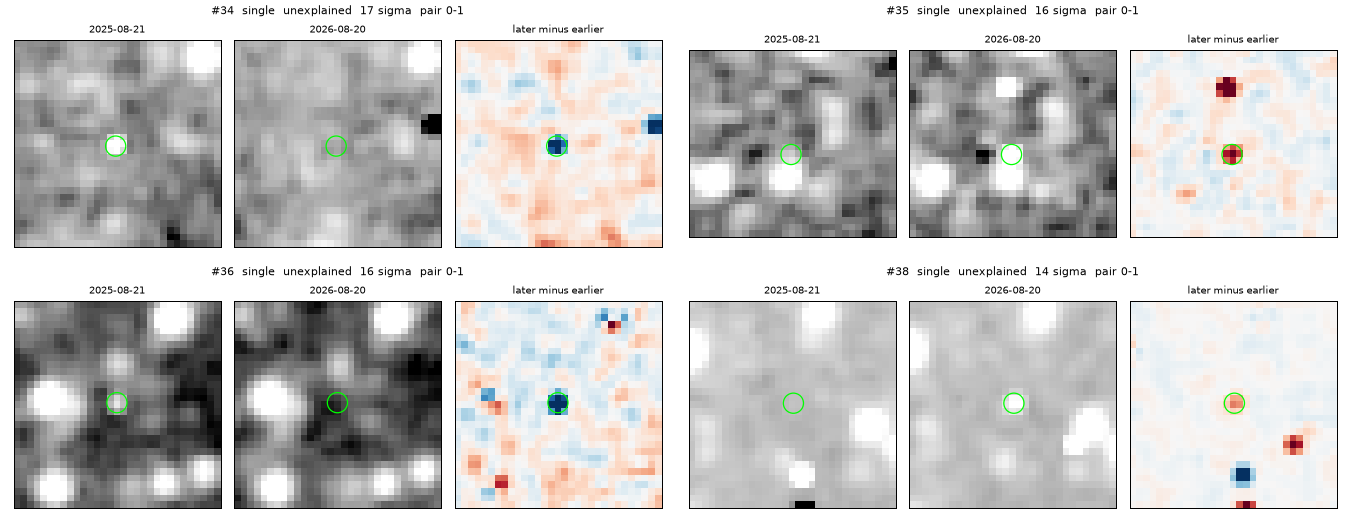 #34 single unexplained 17 sigma pair 0-1
2025-08-21
2026-08-20
later minus earlier
#35 single unexplained 16 sigma pair 0-1
2025-08-21
2026-08-20
later minus earlier
#36 single unexplained 16 sigma pair 0-1
2025-08-21
2026-08-20
later minus earlier
#38 single unexplained 14 sigma pair 0-1
2025-08-21
2026-08-20
later minus earlier